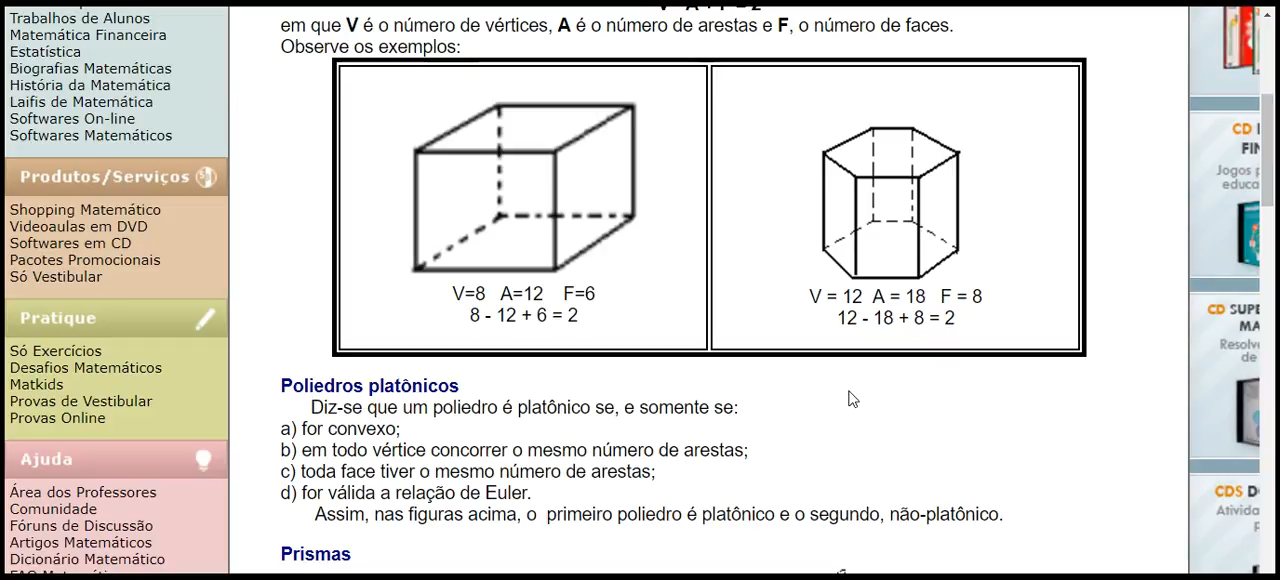 Trabalhos de Alunos
Matemática Financeira
Estatística
Biografias Matemáticas
História da Matemática
Laifis de Matemática
Softwares On-line
Softwares Matemáticos
Produtos/Serviços
Shopping Matemático
Videoaulas em DVD
Softwares em CD
Pacotes Promocionais
Só Vestibular
Pratique
Só Exercícios
Desafios Matemáticos
Matkids
Provas de Vestibular
Provas Online
Ajuda
Área dos Professores
Comunidade
Fóruns de Discussão
Artigos Matemáticos
Dicionário Matemático
em que V é o número de vértices, A é o número de arestas e F, o número de faces.
Observe os exemplos:
V=8 A=12 F=6
8 - 12 + 6 = 2
V = 12 A = 18 F = 8
12 - 18 + 8 = 2
Poliedros platônicos
Diz-se que um poliedro é platônico se, e somente se:
a) for convexo;
b) em todo vértice concorrer o mesmo número de arestas;
c) toda face tiver o mesmo número de arestas;
d) for válida a relação de Euler.
Assim, nas figuras acima, o primeiro poliedro é platônico e o segundo, não-platônico.
Prismas
CD
FIN
Jogos p
educa
CD SUPE
MA
Resolv
de
CDS D
Ativida